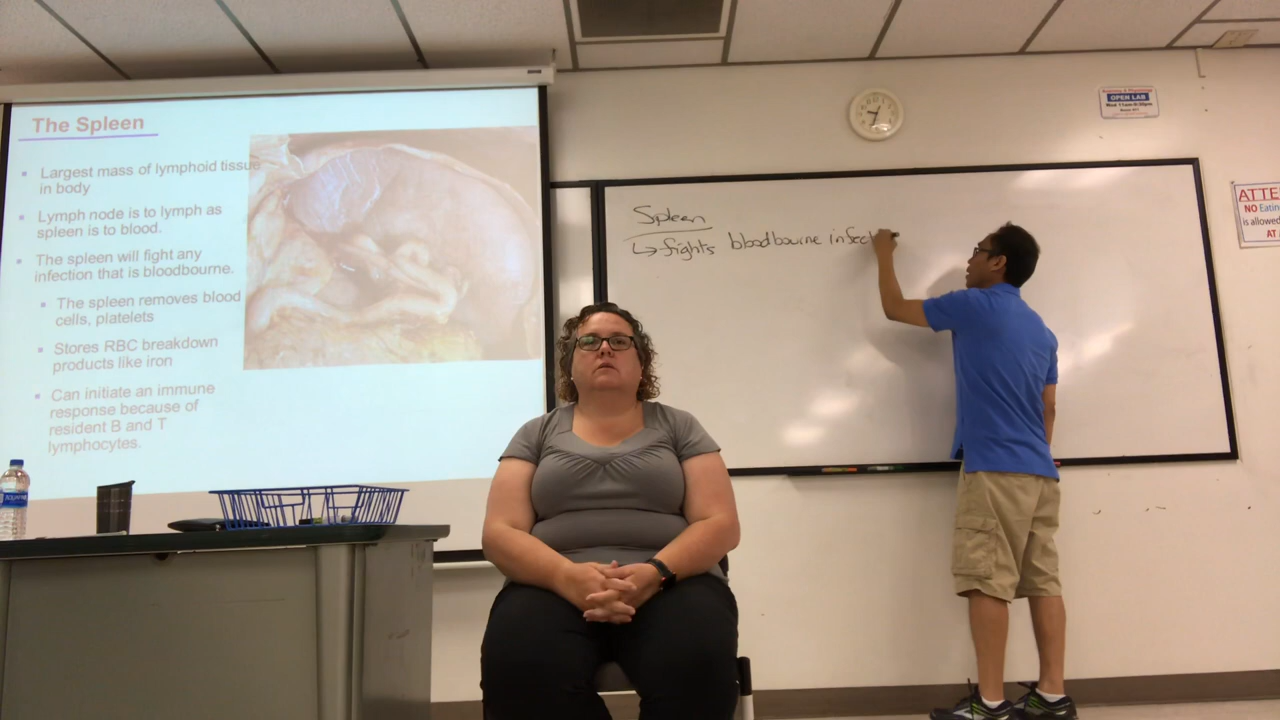 The Spleen
Largest mass of lymphoid tissue
in body
Lymph node is to lymph as
spleen is to blood.
The spleen will fight any
infection that is bloodbourne.
The spleen removes blood
cells, platelets
Stores RBC breakdown
products like iron
Can initiate an immune
response because of
resident B and T
lymphocytes.
Spleen
↳ fights bloodbourne infect
OPEN LAB
ATTE
NO Eatin
is allowed
AT